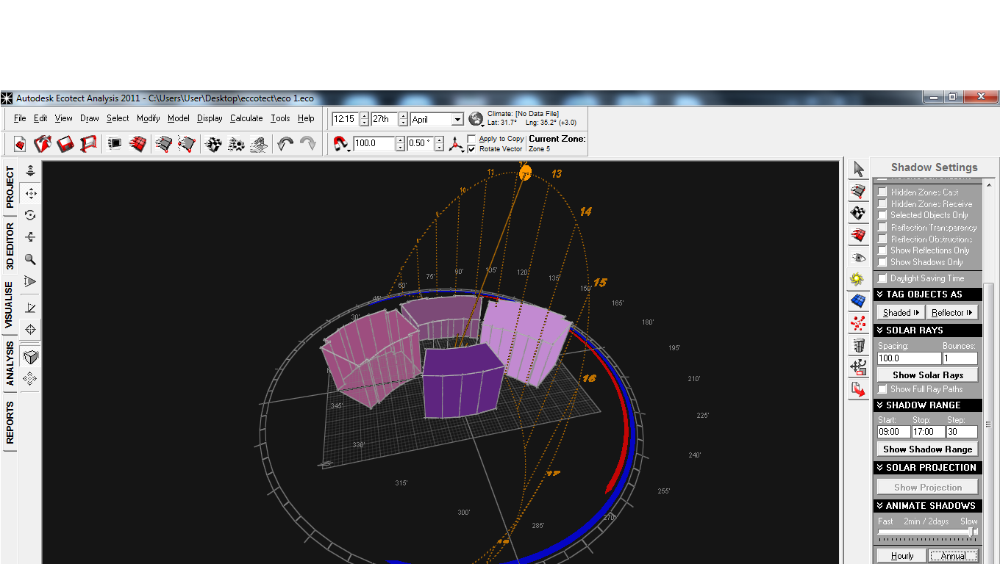 Autodesk Ecotect Analysis 2011 - C:\Users\User\Desktop\eccotect\eco 1.eco
File Edit View Draw Select Modify Model Display Calculate Tools Help
12:15 27th April
Climate: [No Data File]
Lat: 31.7° Lng: 35.2° (+3.0)
100.0 0.50°
Apply to Copy
Rotate Vector
Current Zone:
Zone 5
PROJECT
3D EDITOR
VISUALISE
ANALYSIS
REPORTS
11
13
10
14
15
16
17
45'
60'
75'
90'
105'
120'
135'
150'
165'
180'
195'
210'
225'
240'
255'
270'
285'
300'
315'
330'
345'
30'
Shadow Settings
Hidden Zones Cast
Hidden Zones Receive
Selected Objects Only
Reflection Transparency
Reflection Obstructions
Show Reflections Only
Show Shadows Only
Daylight Saving Time
TAG OBJECTS AS
Shaded Reflector
SOLAR RAYS
Spacing: Bounces:
100.0 1
Show Solar Rays
Show Full Ray Paths
SHADOW RANGE
Start: Stop: Step:
09:00 17:00 30
Show Shadow Range
SOLAR PROJECTION
Show Projection
ANIMATE SHADOWS
Fast 2min / 2days Slow
Hourly Annual